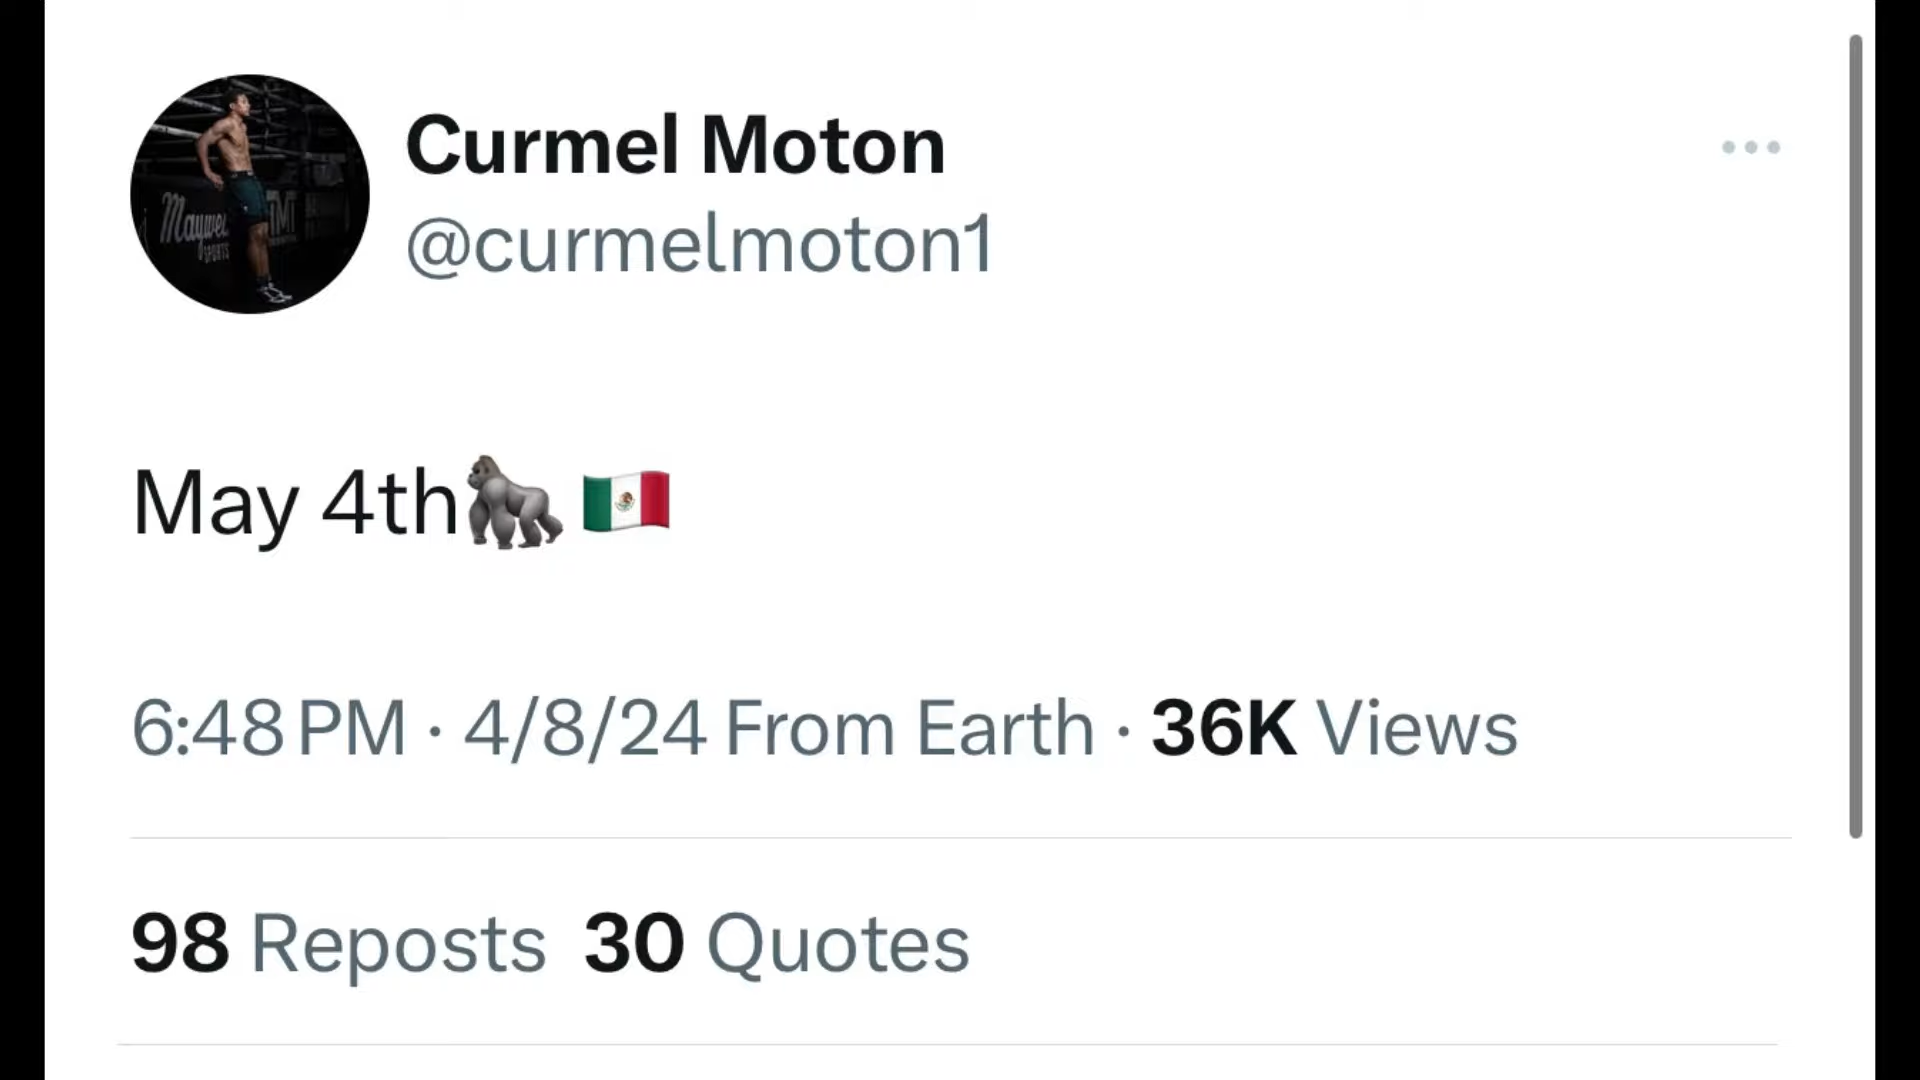 Curmel Moton
@curmelmoton1
May 4th🦍🇲🇽
6:48 PM · 4/8/24 From Earth · 36K Views
98 Reposts 30 Quotes